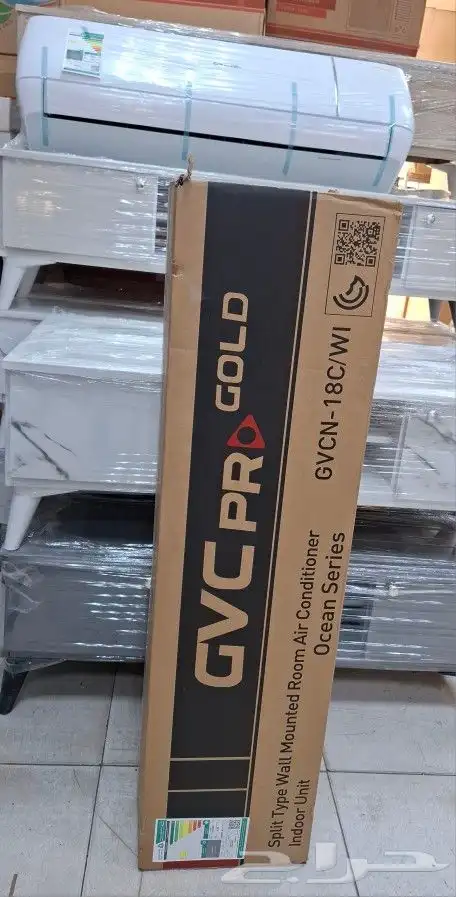 GVC PRO GOLD
GVCN-18C/WI
Split Type Wall Mounted Room Air Conditioner
Ocean Series
Indoor Unit
حراج